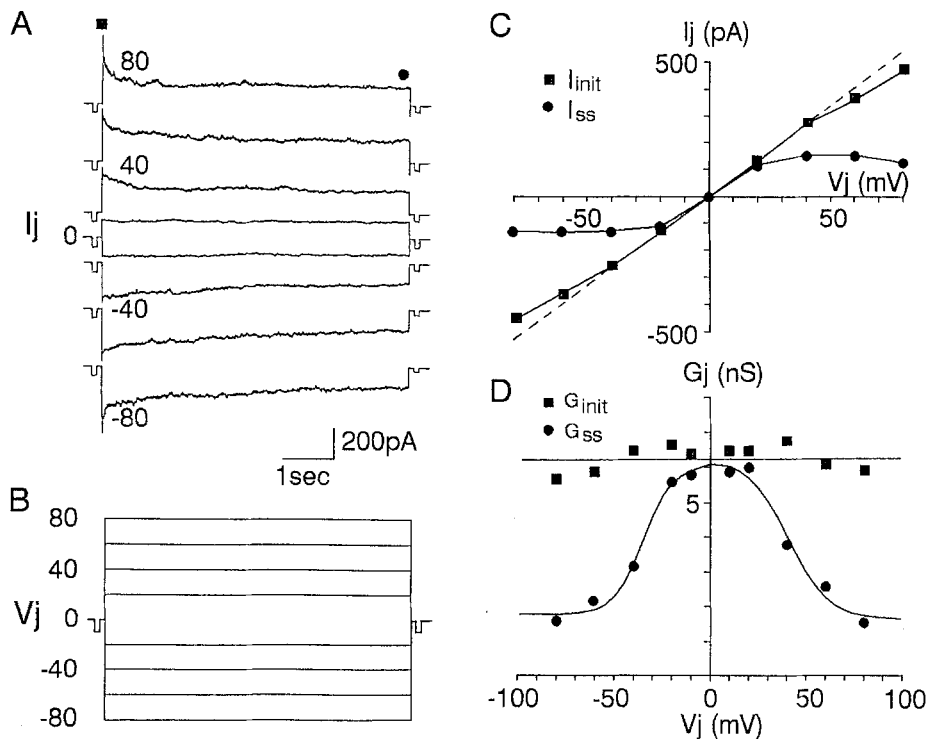 A
80
40
Ij 0
-40
-80
200pA
1sec
B
80
40
Vj 0
-40
-80
C
Ij (pA)
500
Iinit
Iss
Vj (mV)
-50
50
-500
D
Gj (nS)
Ginit
Gss
5
-100 -50 0 50 100
Vj (mV)